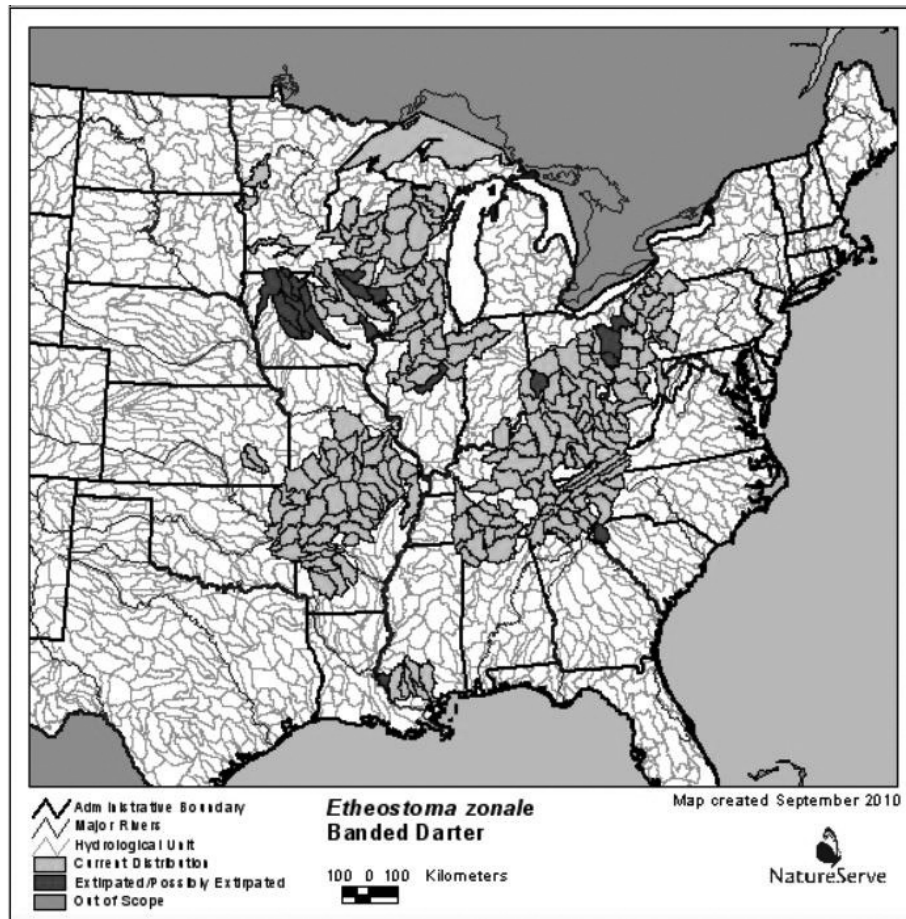 Administrative Boundary
Major Rivers
Hydrological Unit
Current Distribution
Extirpated/Possibly Extirpated
Out of Scope
Etheostoma zonale
Banded Darter
100 0 100 Kilometers
Map created September 2010
NatureServe